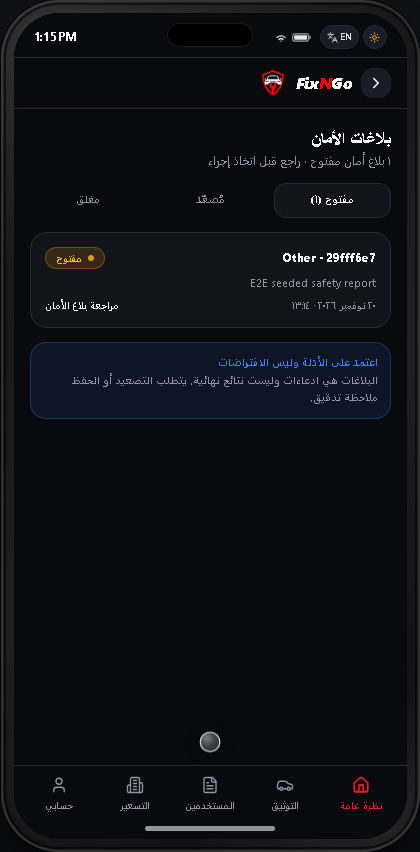 1:15 PM
EN
FixNGo
بلاغات الأمان
١ بلاغ أمان مفتوح · راجع قبل اتخاذ إجراء
مفتوح (١)
مُصعّد
مغلق
Other - 29fff6e7
مفتوح
E2E seeded safety report
٢٠ نوفمبر ٢٠٢٦ - ١٣:١٤
مراجعة بلاغ الأمان
اعتمد على الأدلة وليس الافتراضات
البلاغات هي ادعاءات وليست نتائج نهائية. يتطلب التصعيد أو الحفظ
ملاحظة تدقيق.
نظرة عامة
التوثيق
المستخدمين
التسعير
حسابي